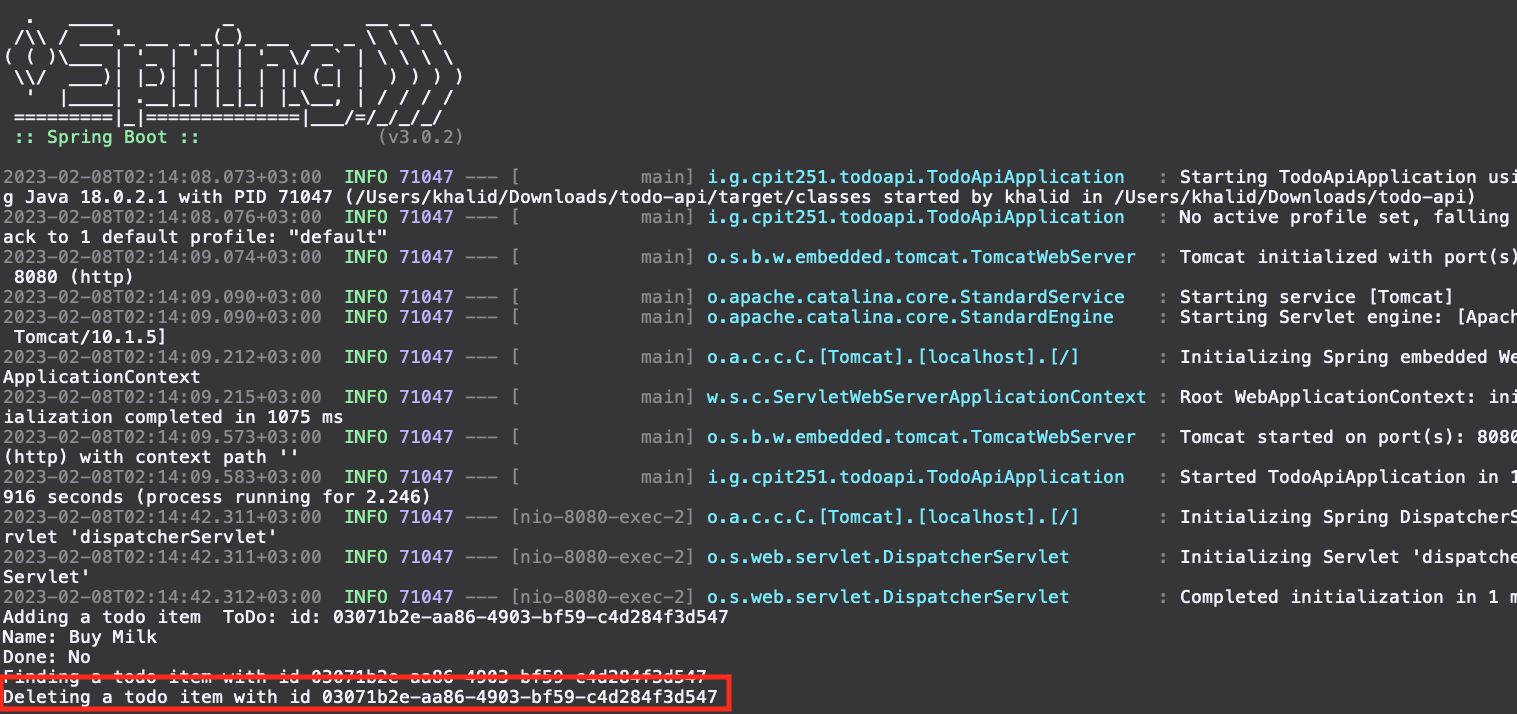 .   ____          _            __ _ _
 /\\ / ___'_ __ _ _(_)_ __  __ _ \ \ \ \
( ( )\___ | '_ | '_| | '_ \/ _` | \ \ \ \
 \\/  ___)| |_)| | | | | || (_| |  ) ) ) )
  '  |____| .__|_| |_|_| |_\__, | / / / /
 =========|_|==============|___/=/_/_/_/
 :: Spring Boot ::                (v3.0.2)
2023-02-08T02:14:08.073+03:00  INFO 71047 --- [           main] i.g.cpit251.todoapi.TodoApiApplication   : Starting TodoApiApplication usi
g Java 18.0.2.1 with PID 71047 (/Users/khalid/Downloads/todo-api/target/classes started by khalid in /Users/khalid/Downloads/todo-api)
2023-02-08T02:14:08.076+03:00  INFO 71047 --- [           main] i.g.cpit251.todoapi.TodoApiApplication   : No active profile set, falling
ack to 1 default profile: "default"
2023-02-08T02:14:09.074+03:00  INFO 71047 --- [           main] o.s.b.w.embedded.tomcat.TomcatWebServer  : Tomcat initialized with port(s)
 8080 (http)
2023-02-08T02:14:09.090+03:00  INFO 71047 --- [           main] o.apache.catalina.core.StandardService   : Starting service [Tomcat]
2023-02-08T02:14:09.090+03:00  INFO 71047 --- [           main] o.apache.catalina.core.StandardEngine    : Starting Servlet engine: [Apach
 Tomcat/10.1.5]
2023-02-08T02:14:09.212+03:00  INFO 71047 --- [           main] o.a.c.c.C.[Tomcat].[localhost].[/]       : Initializing Spring embedded We
ApplicationContext
2023-02-08T02:14:09.215+03:00  INFO 71047 --- [           main] w.s.c.ServletWebServerApplicationContext : Root WebApplicationContext: ini
ialization completed in 1075 ms
2023-02-08T02:14:09.573+03:00  INFO 71047 --- [           main] o.s.b.w.embedded.tomcat.TomcatWebServer  : Tomcat started on port(s): 8080
(http) with context path ''
2023-02-08T02:14:09.583+03:00  INFO 71047 --- [           main] i.g.cpit251.todoapi.TodoApiApplication   : Started TodoApiApplication in 1
916 seconds (process running for 2.246)
2023-02-08T02:14:42.311+03:00  INFO 71047 --- [nio-8080-exec-2] o.a.c.c.C.[Tomcat].[localhost].[/]       : Initializing Spring DispatcherS
rvlet 'dispatcherServlet'
2023-02-08T02:14:42.311+03:00  INFO 71047 --- [nio-8080-exec-2] o.s.web.servlet.DispatcherServlet        : Initializing Servlet 'dispatche
Servlet'
2023-02-08T02:14:42.312+03:00  INFO 71047 --- [nio-8080-exec-2] o.s.web.servlet.DispatcherServlet        : Completed initialization in 1 m
Adding a todo item  ToDo: id: 03071b2e-aa86-4903-bf59-c4d284f3d547
Name: Buy Milk
Done: No
Finding a todo item with id 03071b2e-aa86-4903-bf59-c4d284f3d547
Deleting a todo item with id 03071b2e-aa86-4903-bf59-c4d284f3d547